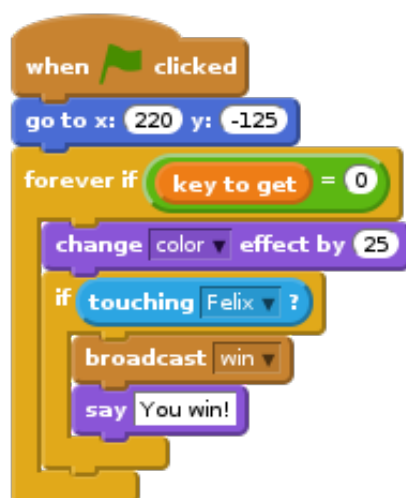 when clicked
go to x: 220 y: -125
forever if key to get = 0
change color effect by 25
if touching Felix ?
broadcast win
say You win!